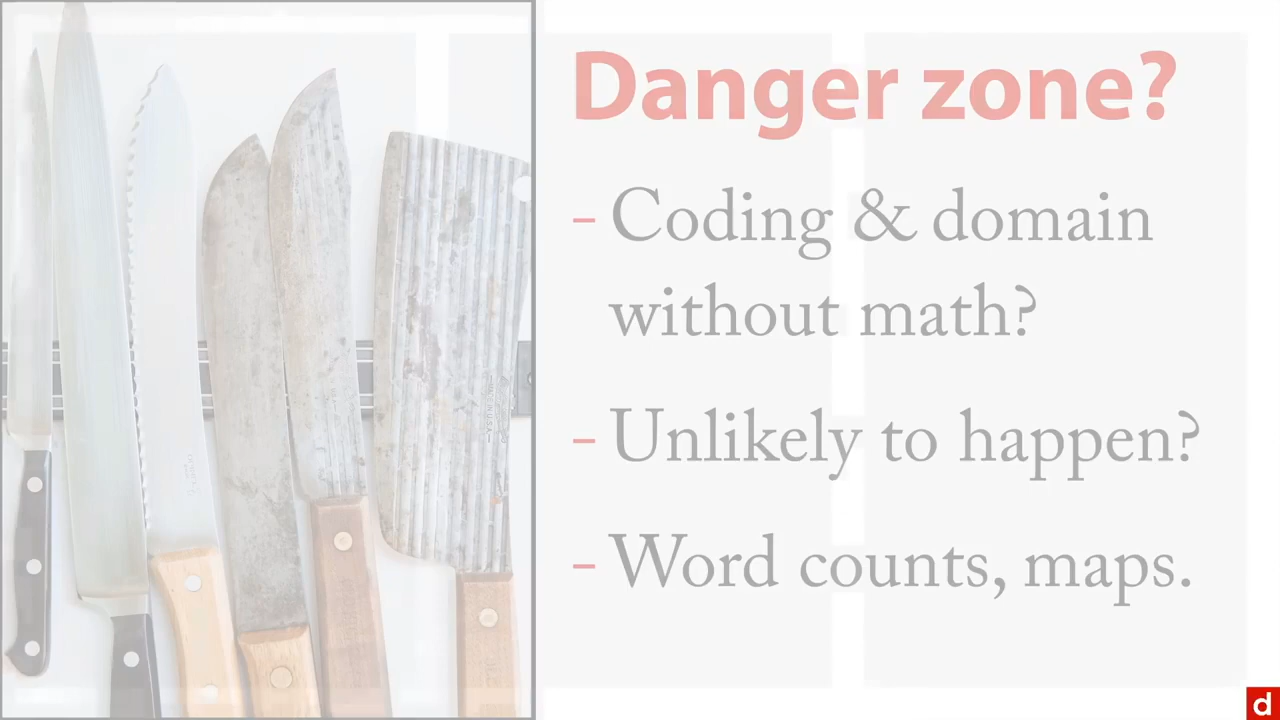 Danger zone?
- Coding & domain
without math?
- Unlikely to happen?
- Word counts, maps.
d